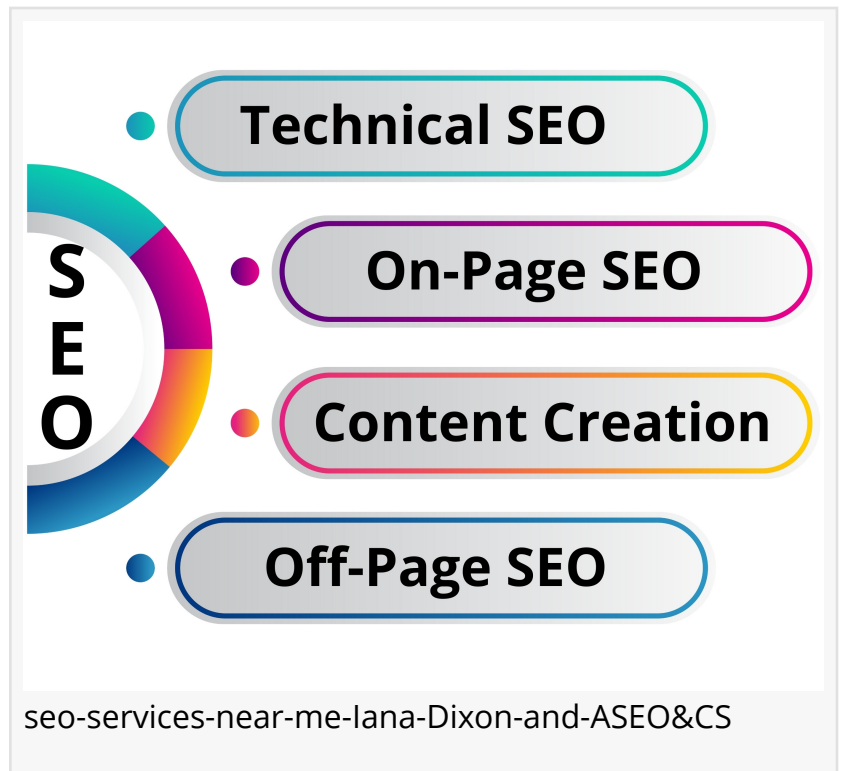 Technical SEO
S
E
O
On-Page SEO
Content Creation
Off-Page SEO
seo-services-near-me-Iana-Dixon-and-ASEO&CS